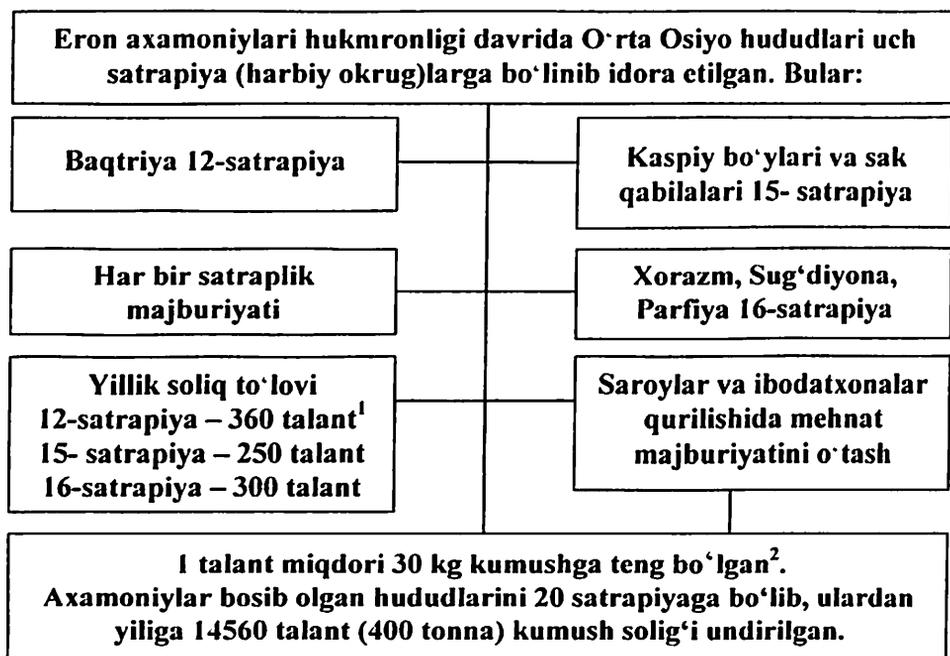 Eron axamoniylari hukmronligi davrida O‘rta Osiyo hududlari uch
satrapiya (harbiy okrug)larga bo‘linib idora etilgan. Bular:
Baqtriya 12-satrapiya
Kaspiy bo‘ylari va sak
qabilalari 15- satrapiya
Har bir satraplik
majburiyati
Xorazm, Sug‘diyona,
Parfiya 16-satrapiya
Yillik soliq to‘lovi
12-satrapiya – 360 talant¹
15- satrapiya – 250 talant
16-satrapiya – 300 talant
Saroylar va ibodatxonalar
qurilishida mehnat
majburiyatini o‘tash
1 talant miqdori 30 kg kumushga teng bo‘lgan².
Axamoniylar bosib olgan hududlarini 20 satrapiyaga bo‘lib, ulardan
yiliga 14560 talant (400 tonna) kumush solig‘i undirilgan.